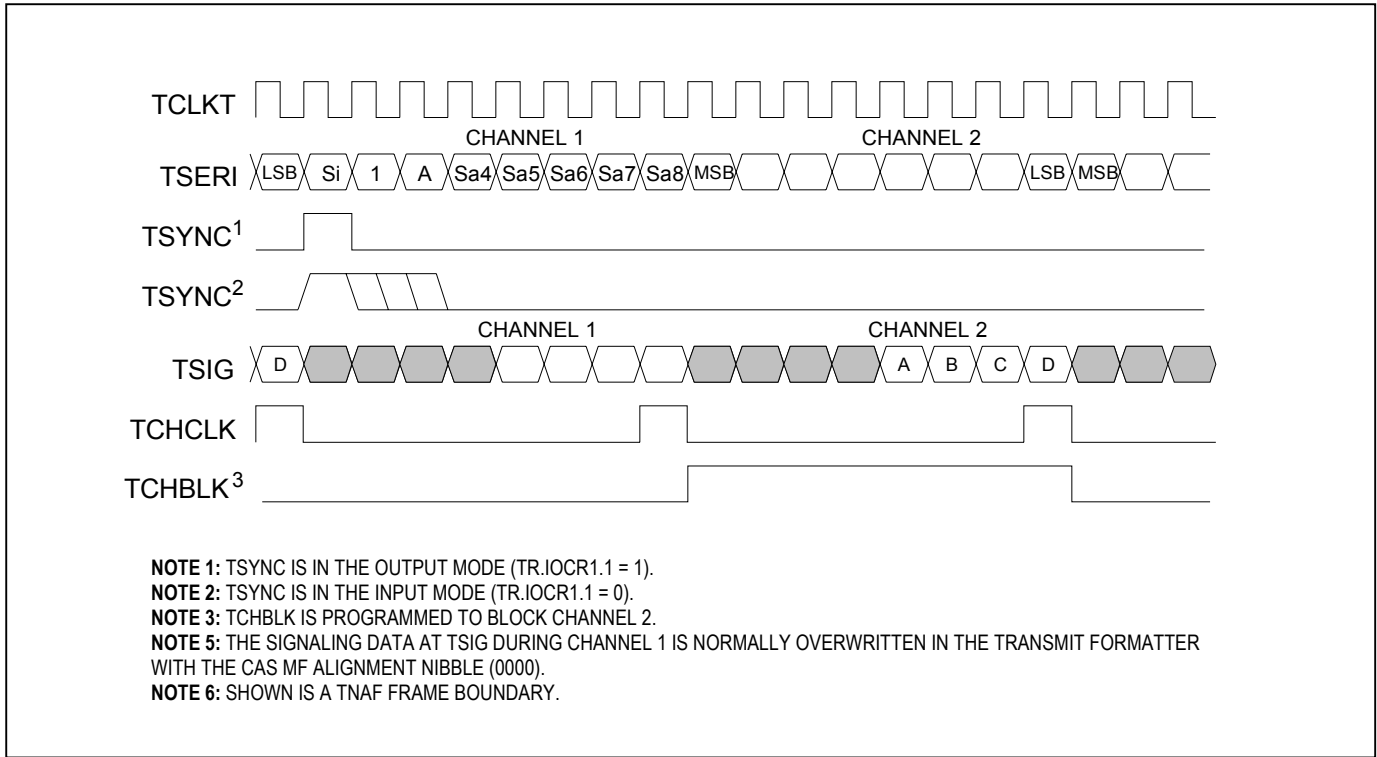 TCLKT
CHANNEL 1 CHANNEL 2
TSERI LSB Si 1 A Sa4 Sa5 Sa6 Sa7 Sa8 MSB LSB MSB
TSYNC1
TSYNC2
CHANNEL 1 CHANNEL 2
TSIG D A B C D
TCHCLK
TCHBLK3
NOTE 1: TSYNC IS IN THE OUTPUT MODE (TR.IOCR1.1 = 1).
NOTE 2: TSYNC IS IN THE INPUT MODE (TR.IOCR1.1 = 0).
NOTE 3: TCHBLK IS PROGRAMMED TO BLOCK CHANNEL 2.
NOTE 5: THE SIGNALING DATA AT TSIG DURING CHANNEL 1 IS NORMALLY OVERWRITTEN IN THE TRANSMIT FORMATTER
WITH THE CAS MF ALIGNMENT NIBBLE (0000).
NOTE 6: SHOWN IS A TNAF FRAME BOUNDARY.